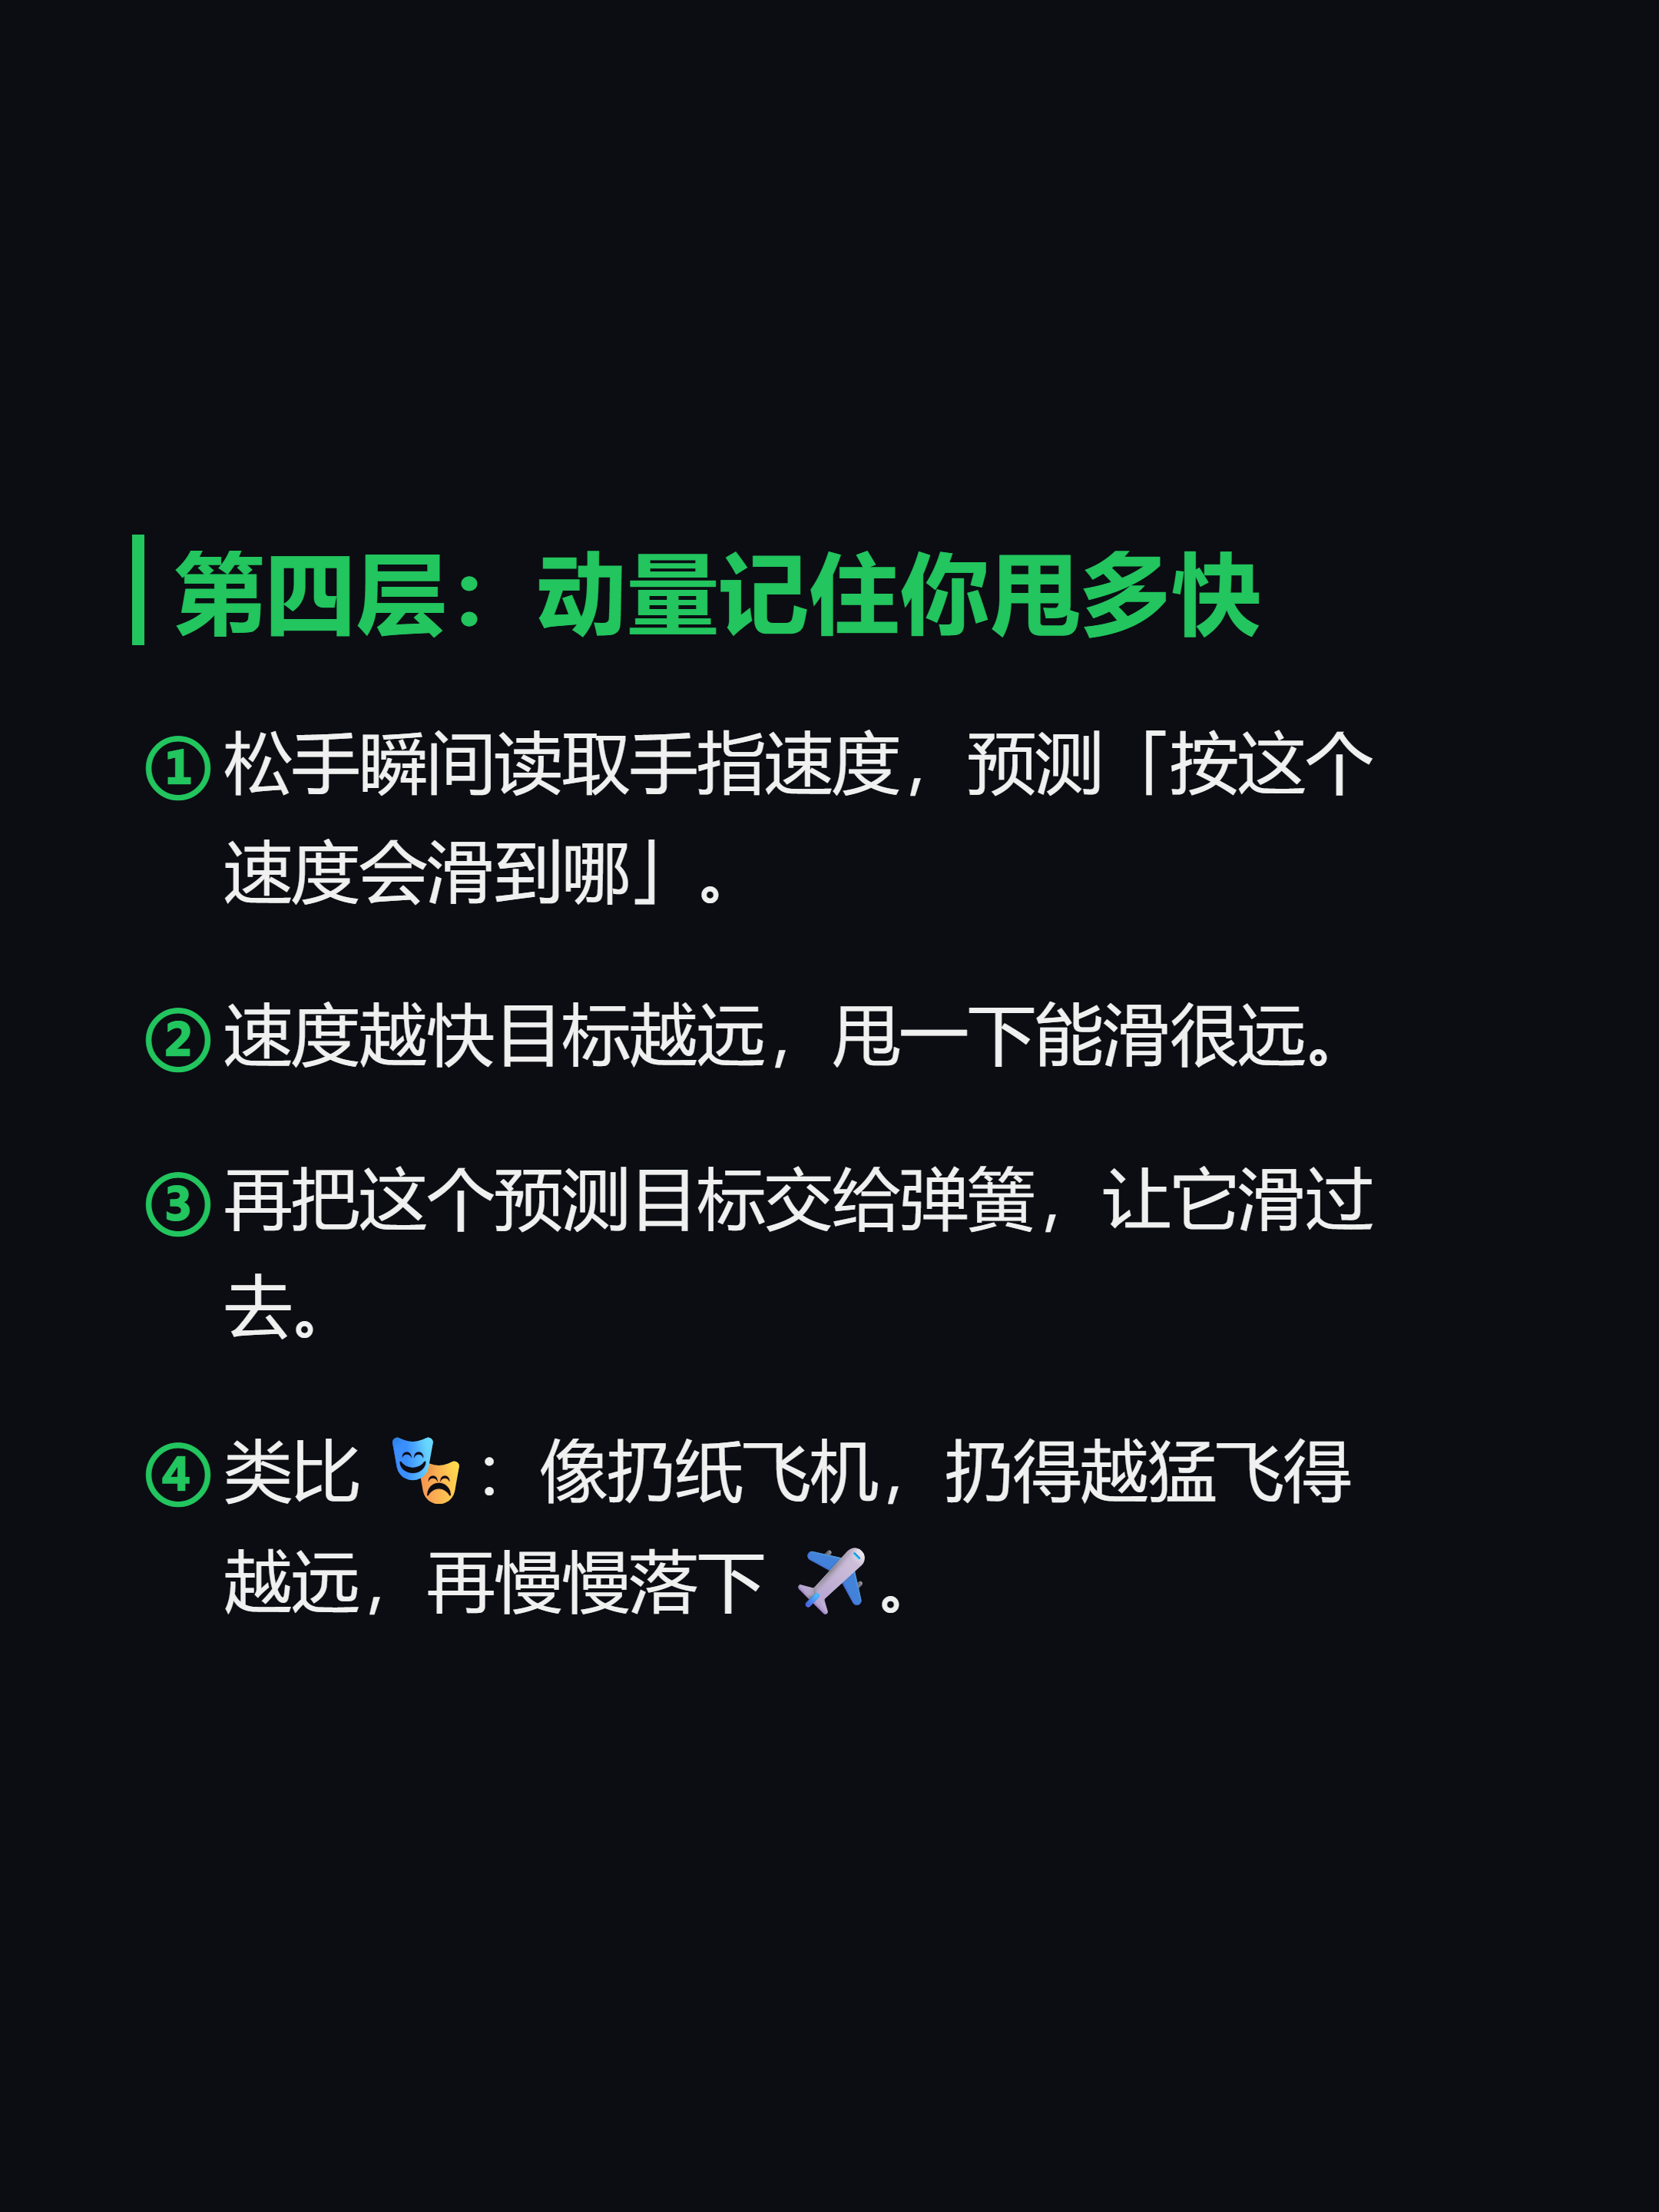 第四层：动量记住你甩多快
①松手瞬间读取手指速度，预测「按这个
速度会滑到哪」。
②速度越快目标越远，甩一下能滑很远。
③再把这个预测目标交给弹簧，让它滑过
去。
④类比 🎭：像扔纸飞机，扔得越猛飞得
越远，再慢慢落下 ✈️。